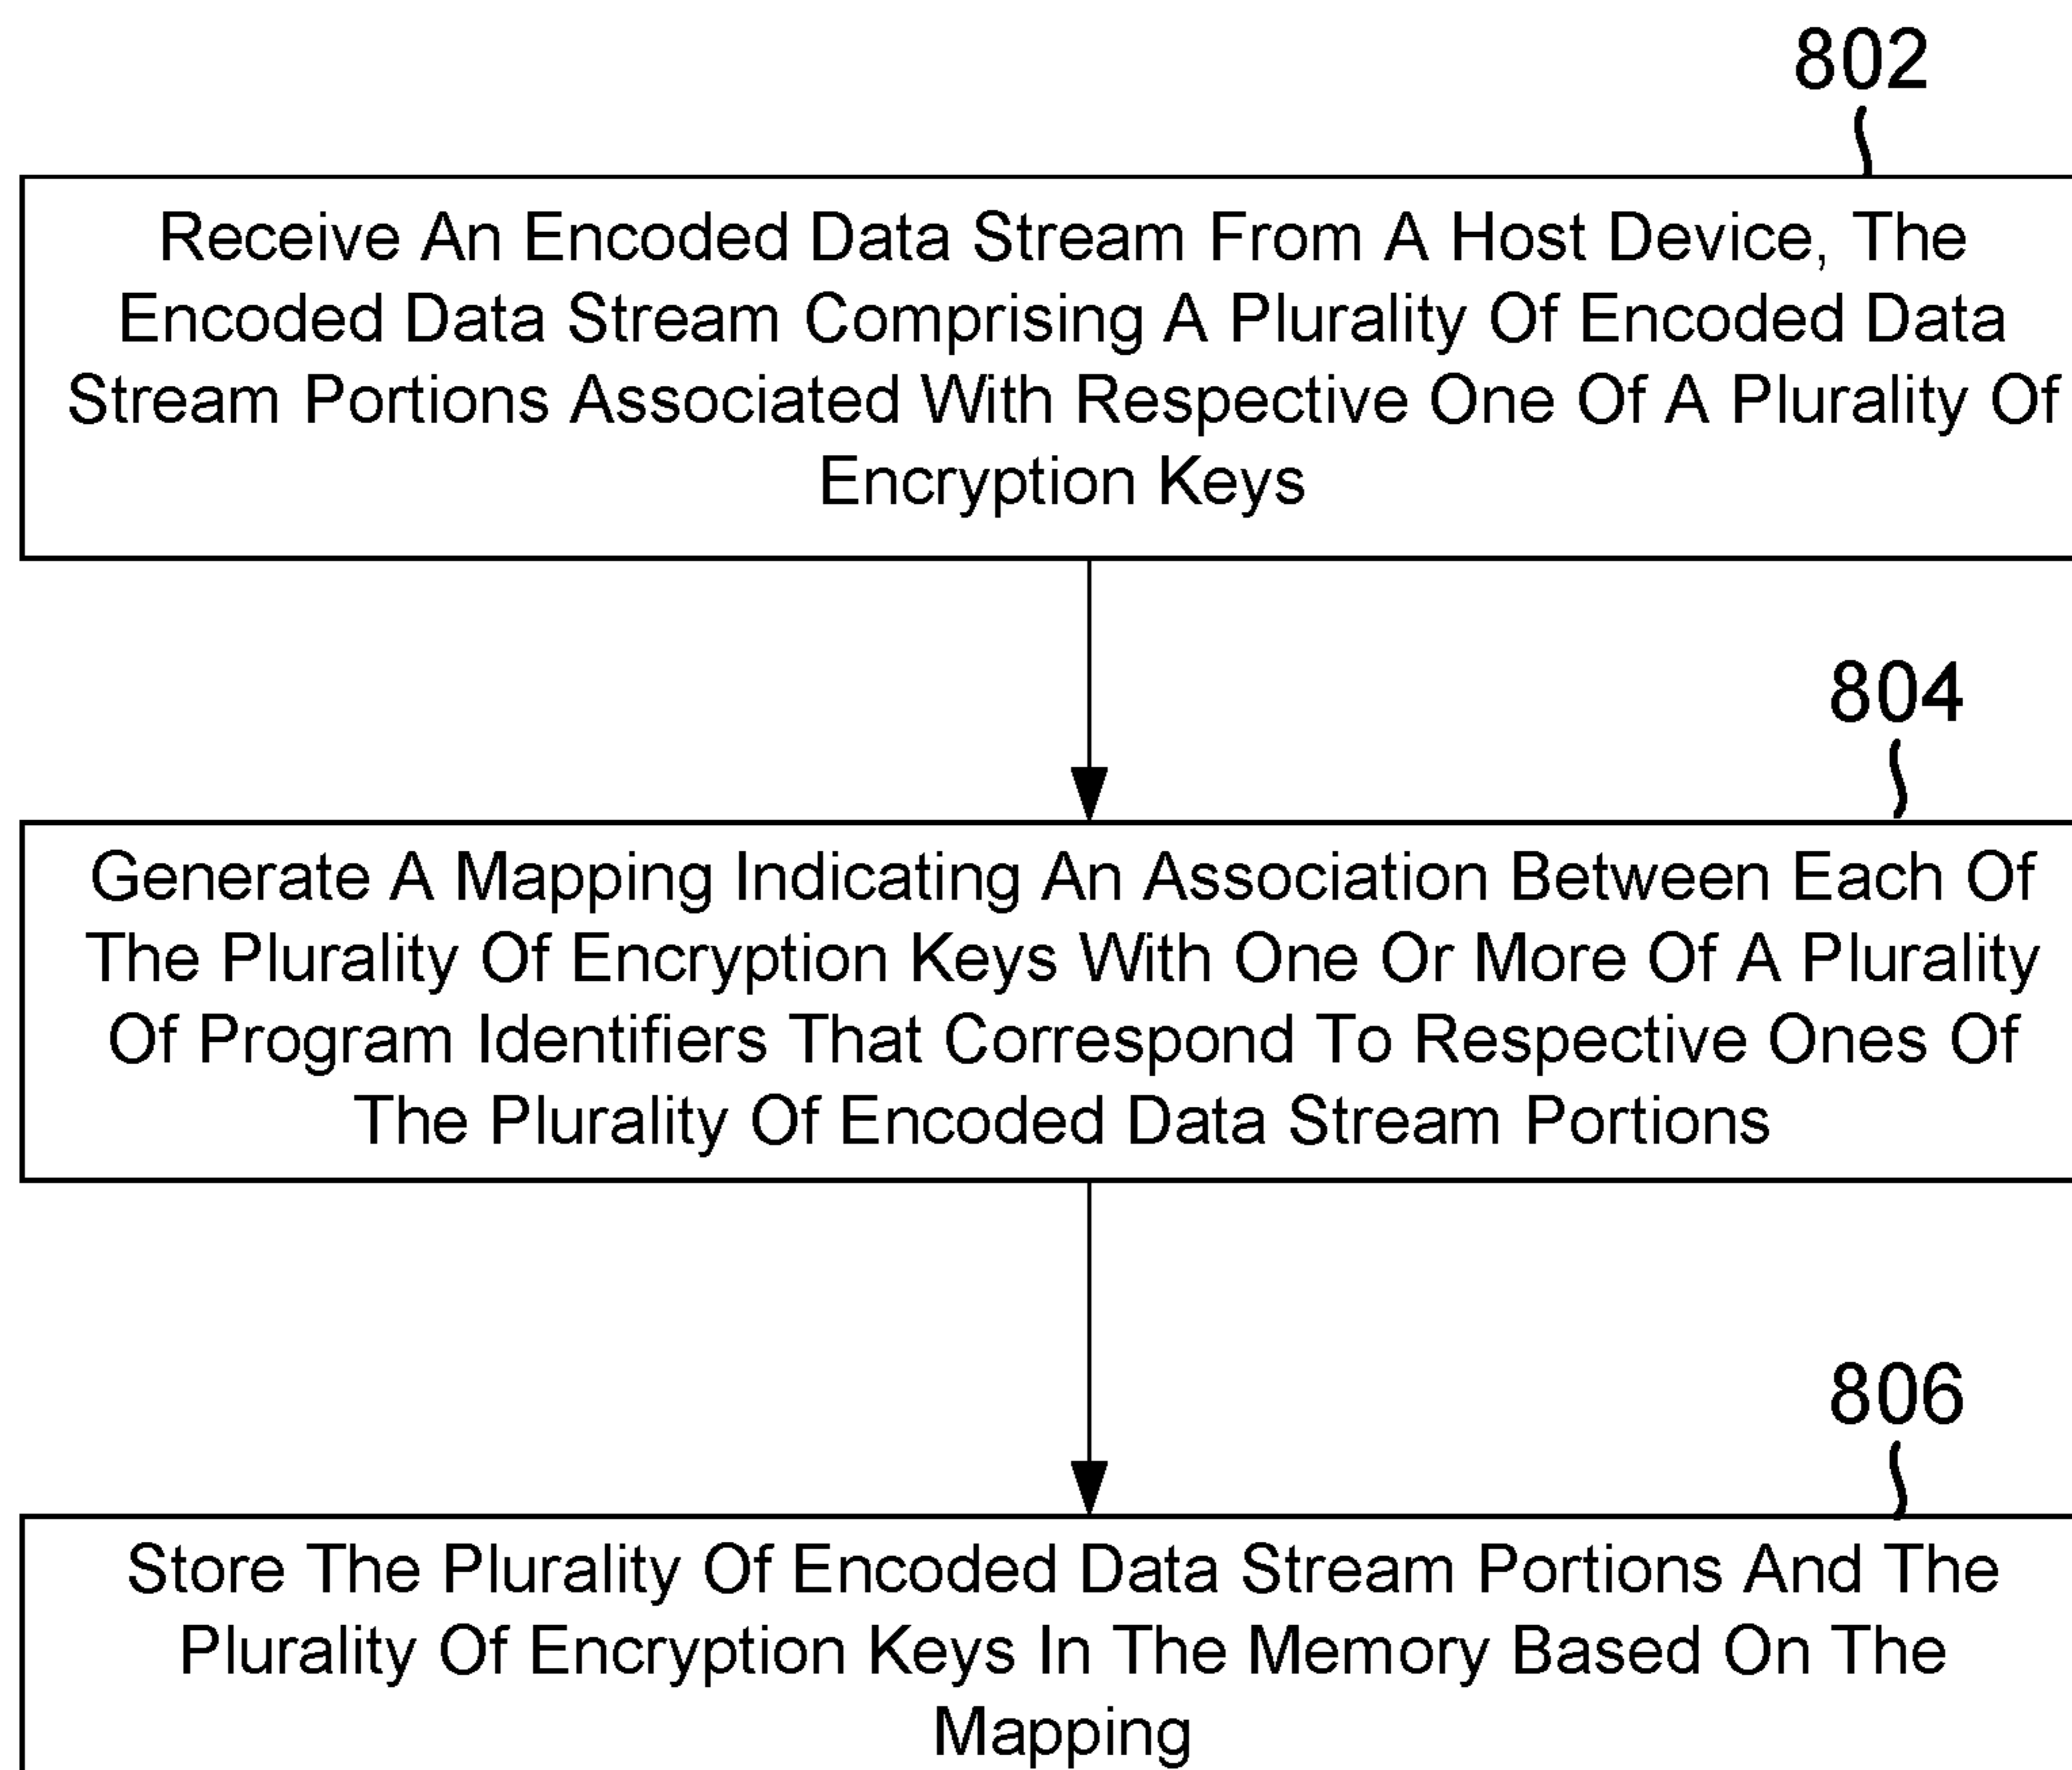 802
Receive An Encoded Data Stream From A Host Device, The
Encoded Data Stream Comprising A Plurality Of Encoded Data
Stream Portions Associated With Respective One Of A Plurality Of
Encryption Keys
804
Generate A Mapping Indicating An Association Between Each Of
The Plurality Of Encryption Keys With One Or More Of A Plurality
Of Program Identifiers That Correspond To Respective Ones Of
The Plurality Of Encoded Data Stream Portions
806
Store The Plurality Of Encoded Data Stream Portions And The
Plurality Of Encryption Keys In The Memory Based On The
Mapping